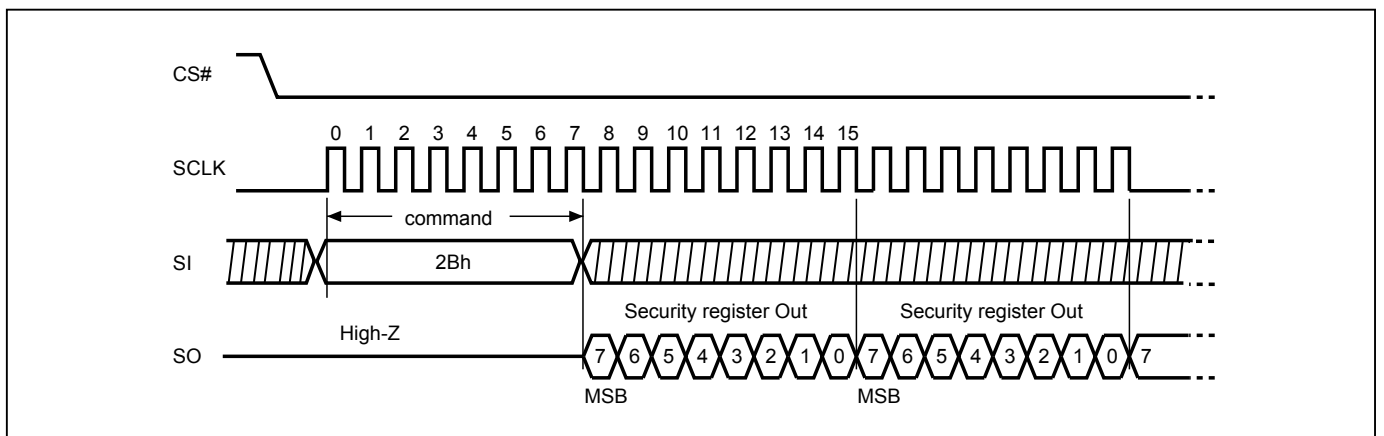 CS#
0 1 2 3 4 5 6 7 8 9 10 11 12 13 14 15
SCLK
command
SI
2Bh
Security register Out Security register Out
High-Z
SO
7 6 5 4 3 2 1 0 7 6 5 4 3 2 1 0 7
MSB MSB